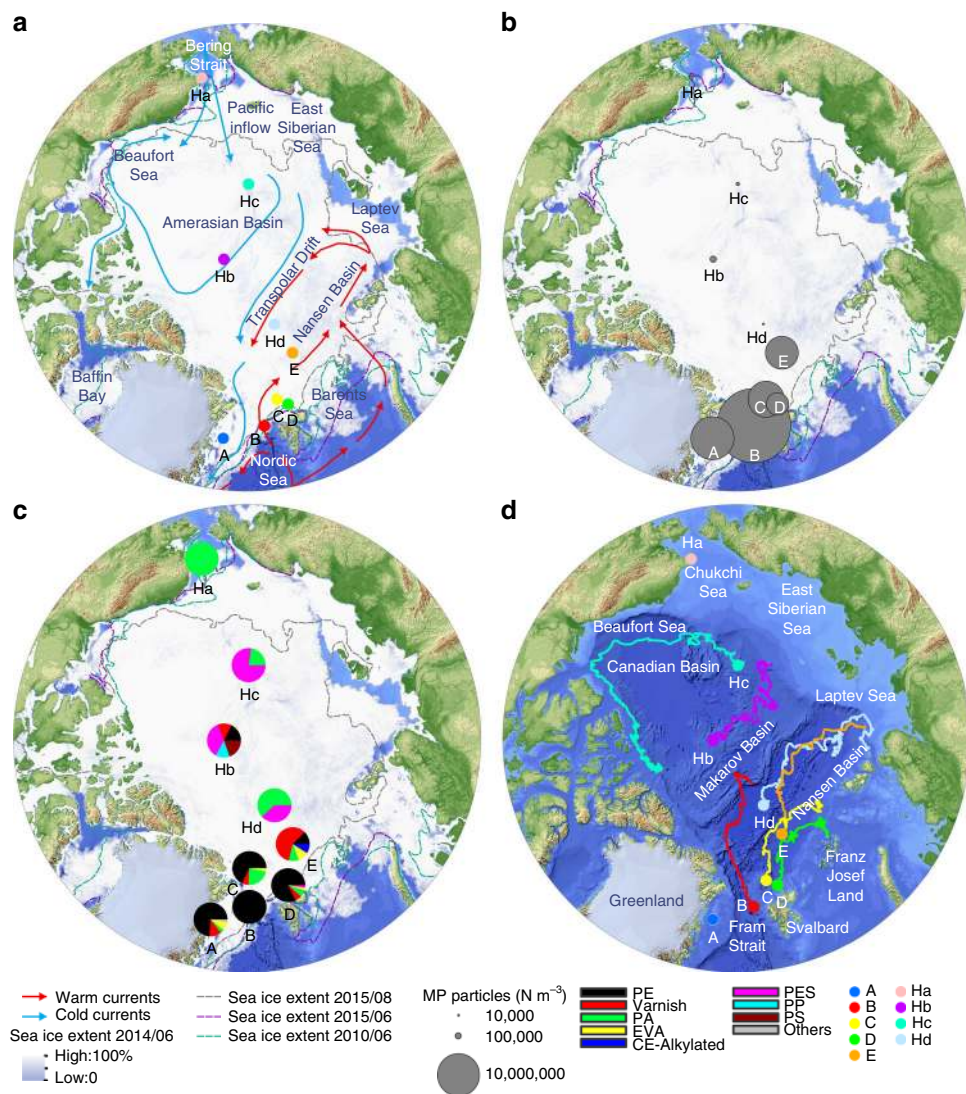 a
Bering
Strait
Ha
Pacific
inflow
East
Siberian
Sea
Beaufort
Sea
Hc
Amerasian Basin
Laptev
Sea
Hb
Transpolar Drift
Nansen Basin
Hd
E
Baffin
Bay
Barents
Sea
C
D
B
A
Nordic
Sea
b
Ha
Hc
Hb
Hd
E
C
D
A
B
c
Ha
Hc
Hb
Hd
E
C
D
A
B
d
Ha
Chukchi
Sea
East
Siberian
Sea
Beaufort Sea
Canadian Basin
Hc
Laptev Sea
Hb
Makarov Basin
Nansen Basin
Hd
E
Franz
Josef
Land
Greenland
B
C
D
A
Fram
Strait
Svalbard
Warm currents
Cold currents
Sea ice extent 2014/06
High:100%
Low:0
Sea ice extent 2015/08
Sea ice extent 2015/06
Sea ice extent 2010/06
MP particles (N m⁻³)
10,000
100,000
10,000,000
PE
Varnish
PA
EVA
CE-Alkylated
PES
PP
PS
Others
A
B
C
D
E
Ha
Hb
Hc
Hd